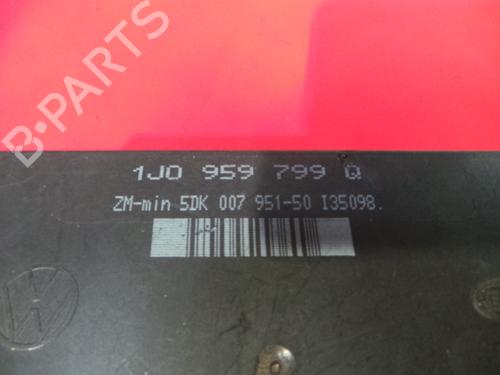 B-PARTS
1J0 959 799 Q
ZM-min 5DK 007 951-50 I35098.